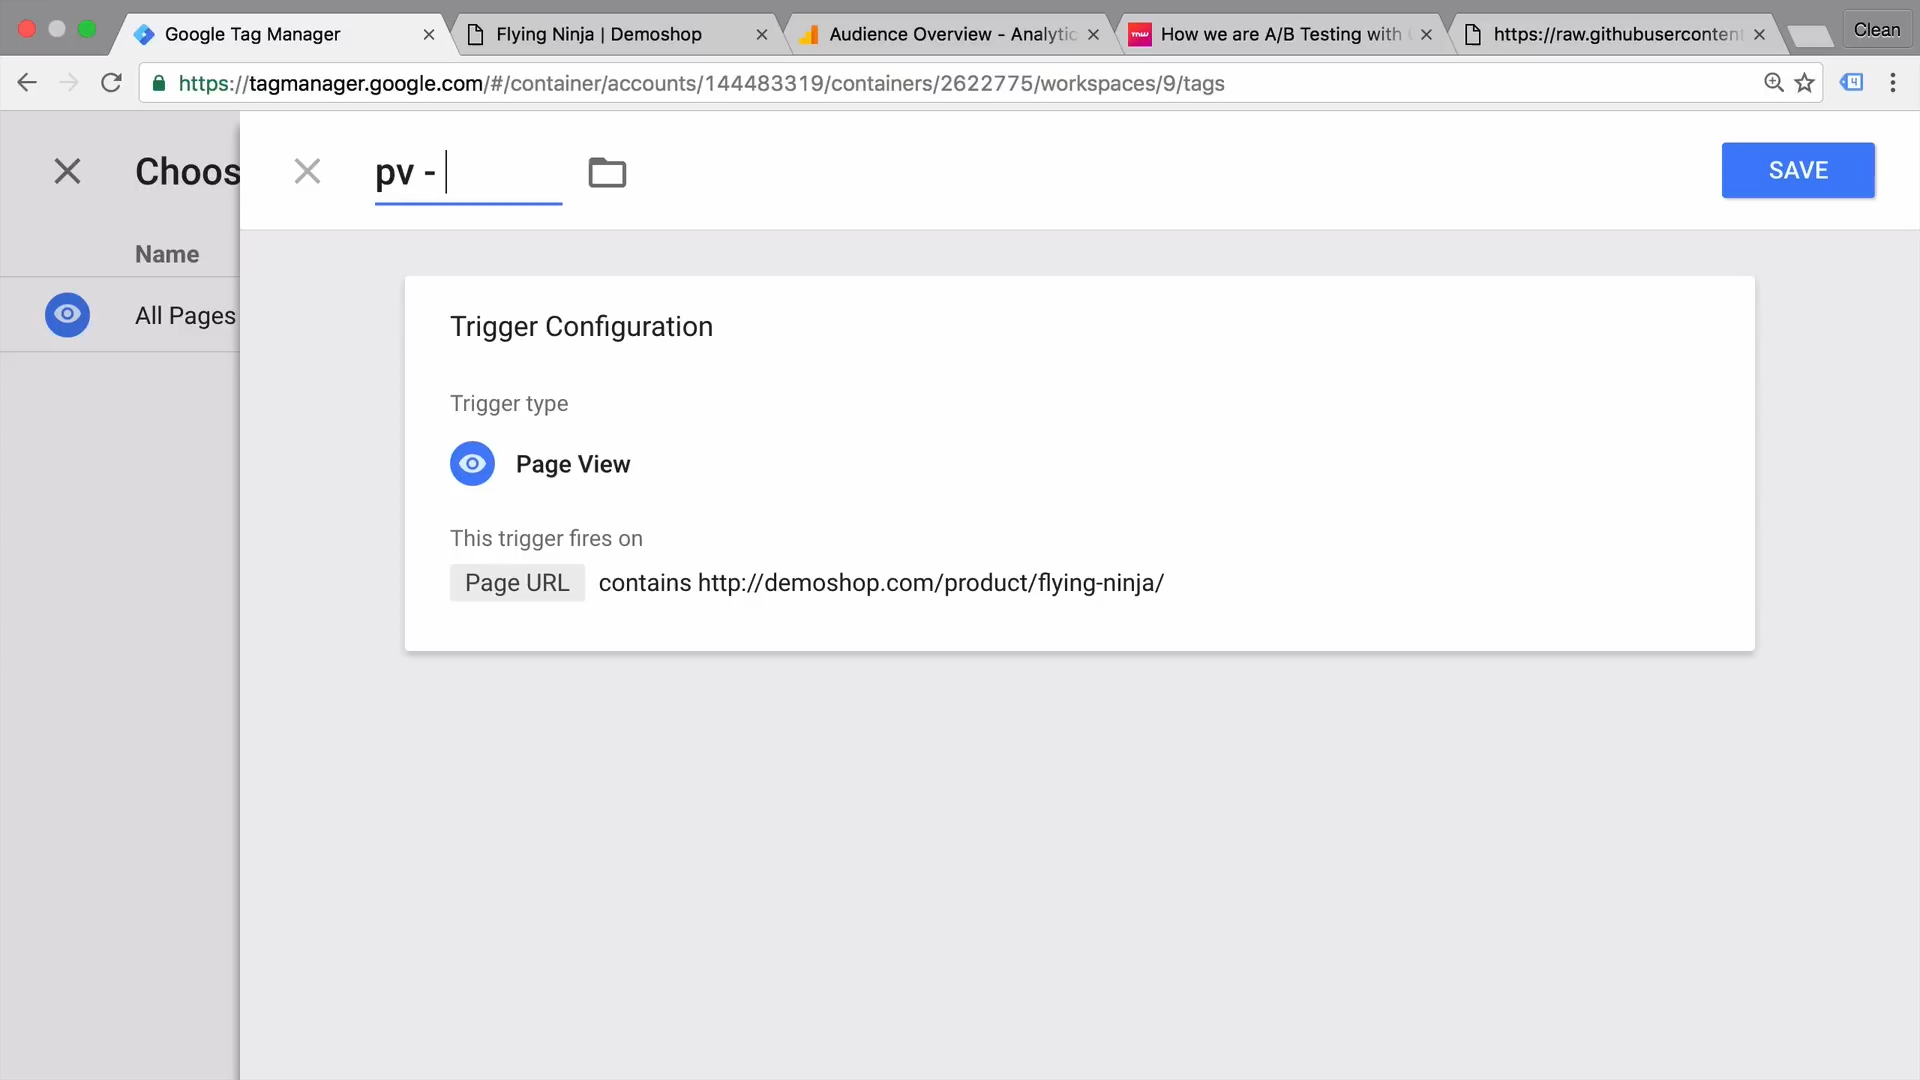 Google Tag Manager
Flying Ninja | Demoshop
Audience Overview - Analytic
How we are A/B Testing with
https://raw.githubusercontent
Clean
https://tagmanager.google.com/#/container/accounts/144483319/containers/2622775/workspaces/9/tags
Choos
pv -
SAVE
Name
All Pages
Trigger Configuration
Trigger type
Page View
This trigger fires on
Page URL contains http://demoshop.com/product/flying-ninja/